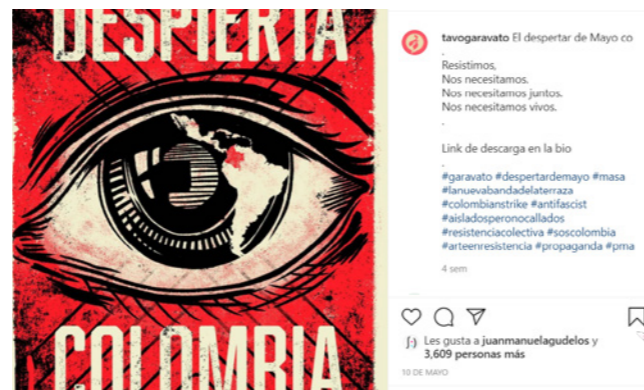 DESPIERTA
COLOMBIA
tavogaravato El despertar de Mayo co
.
Resistimos,
Nos necesitamos.
Nos necesitamos juntos.
Nos necesitamos vivos.
.
Link de descarga en la bio
.
#garavato #despertardemayo #masa
#lanuevabandadelaterraza
#colombianstrike #antifascist
#aisladosperonocallados
#resistenciacolectiva #soscolombia
#arteenresistencia #propaganda #pma
4 sem
Les gusta a juanmanuelagudelos y
3,609 personas más
10 DE MAYO